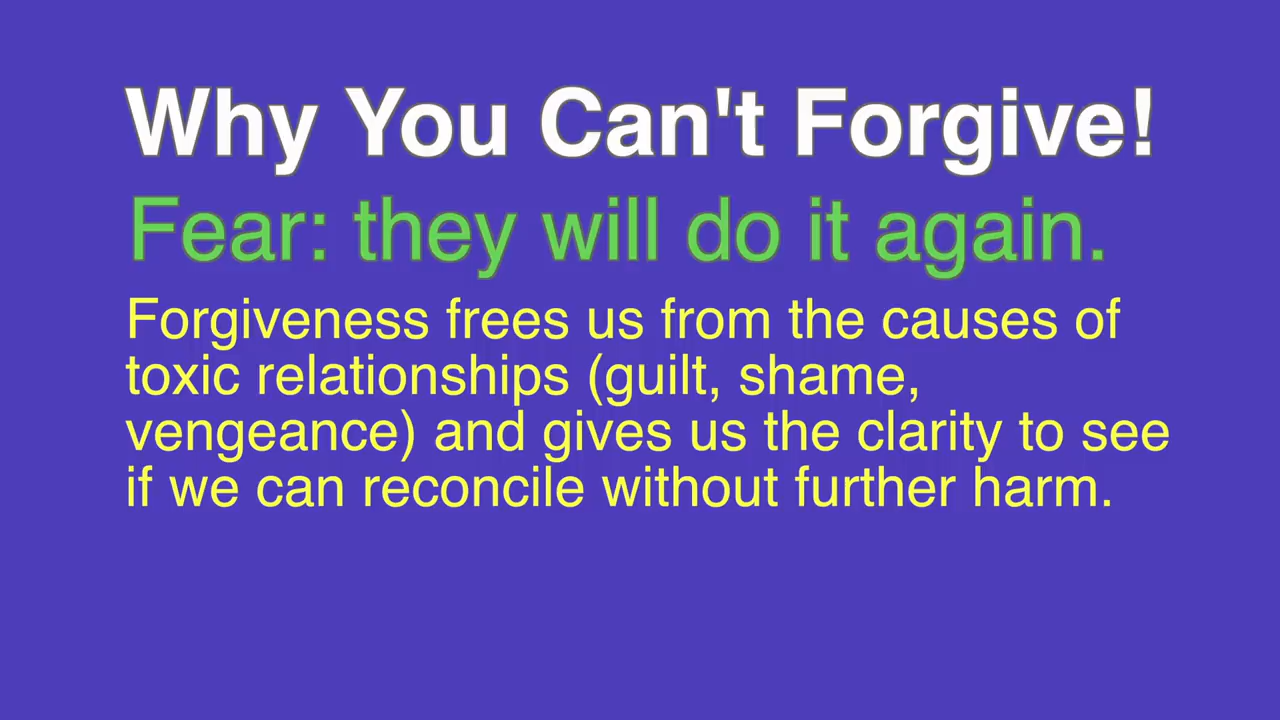 Why You Can't Forgive!
Fear: they will do it again.
Forgiveness frees us from the causes of
toxic relationships (guilt, shame,
vengeance) and gives us the clarity to see
if we can reconcile without further harm.